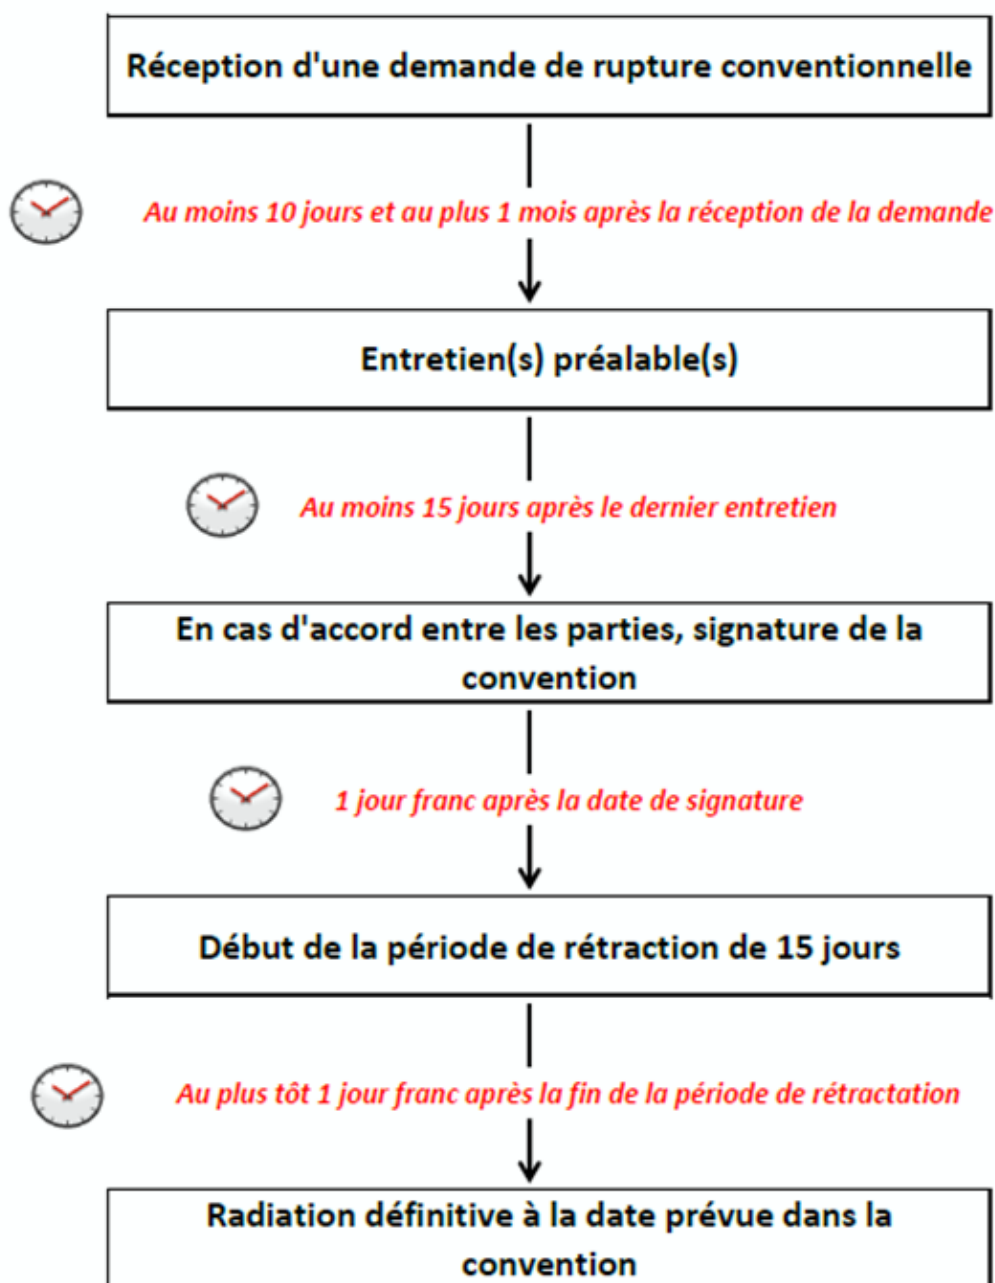 Réception d'une demande de rupture conventionnelle
Au moins 10 jours et au plus 1 mois après la réception de la demande
Entretien(s) préalable(s)
Au moins 15 jours après le dernier entretien
En cas d'accord entre les parties, signature de la
convention
1 jour franc après la date de signature
Début de la période de rétraction de 15 jours
Au plus tôt 1 jour franc après la fin de la période de rétractation
Radiation définitive à la date prévue dans la
convention